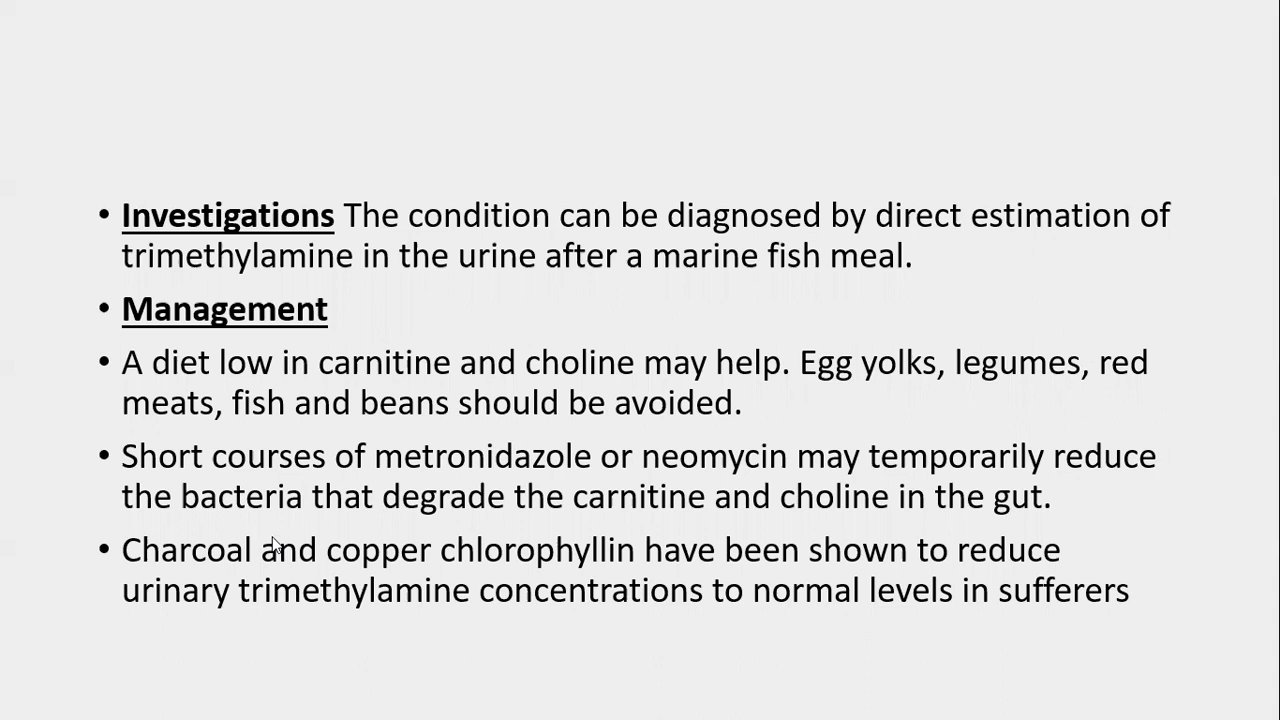 • Investigations The condition can be diagnosed by direct estimation of
trimethylamine in the urine after a marine fish meal.
• Management
• A diet low in carnitine and choline may help. Egg yolks, legumes, red
meats, fish and beans should be avoided.
• Short courses of metronidazole or neomycin may temporarily reduce
the bacteria that degrade the carnitine and choline in the gut.
• Charcoal and copper chlorophyllin have been shown to reduce
urinary trimethylamine concentrations to normal levels in sufferers